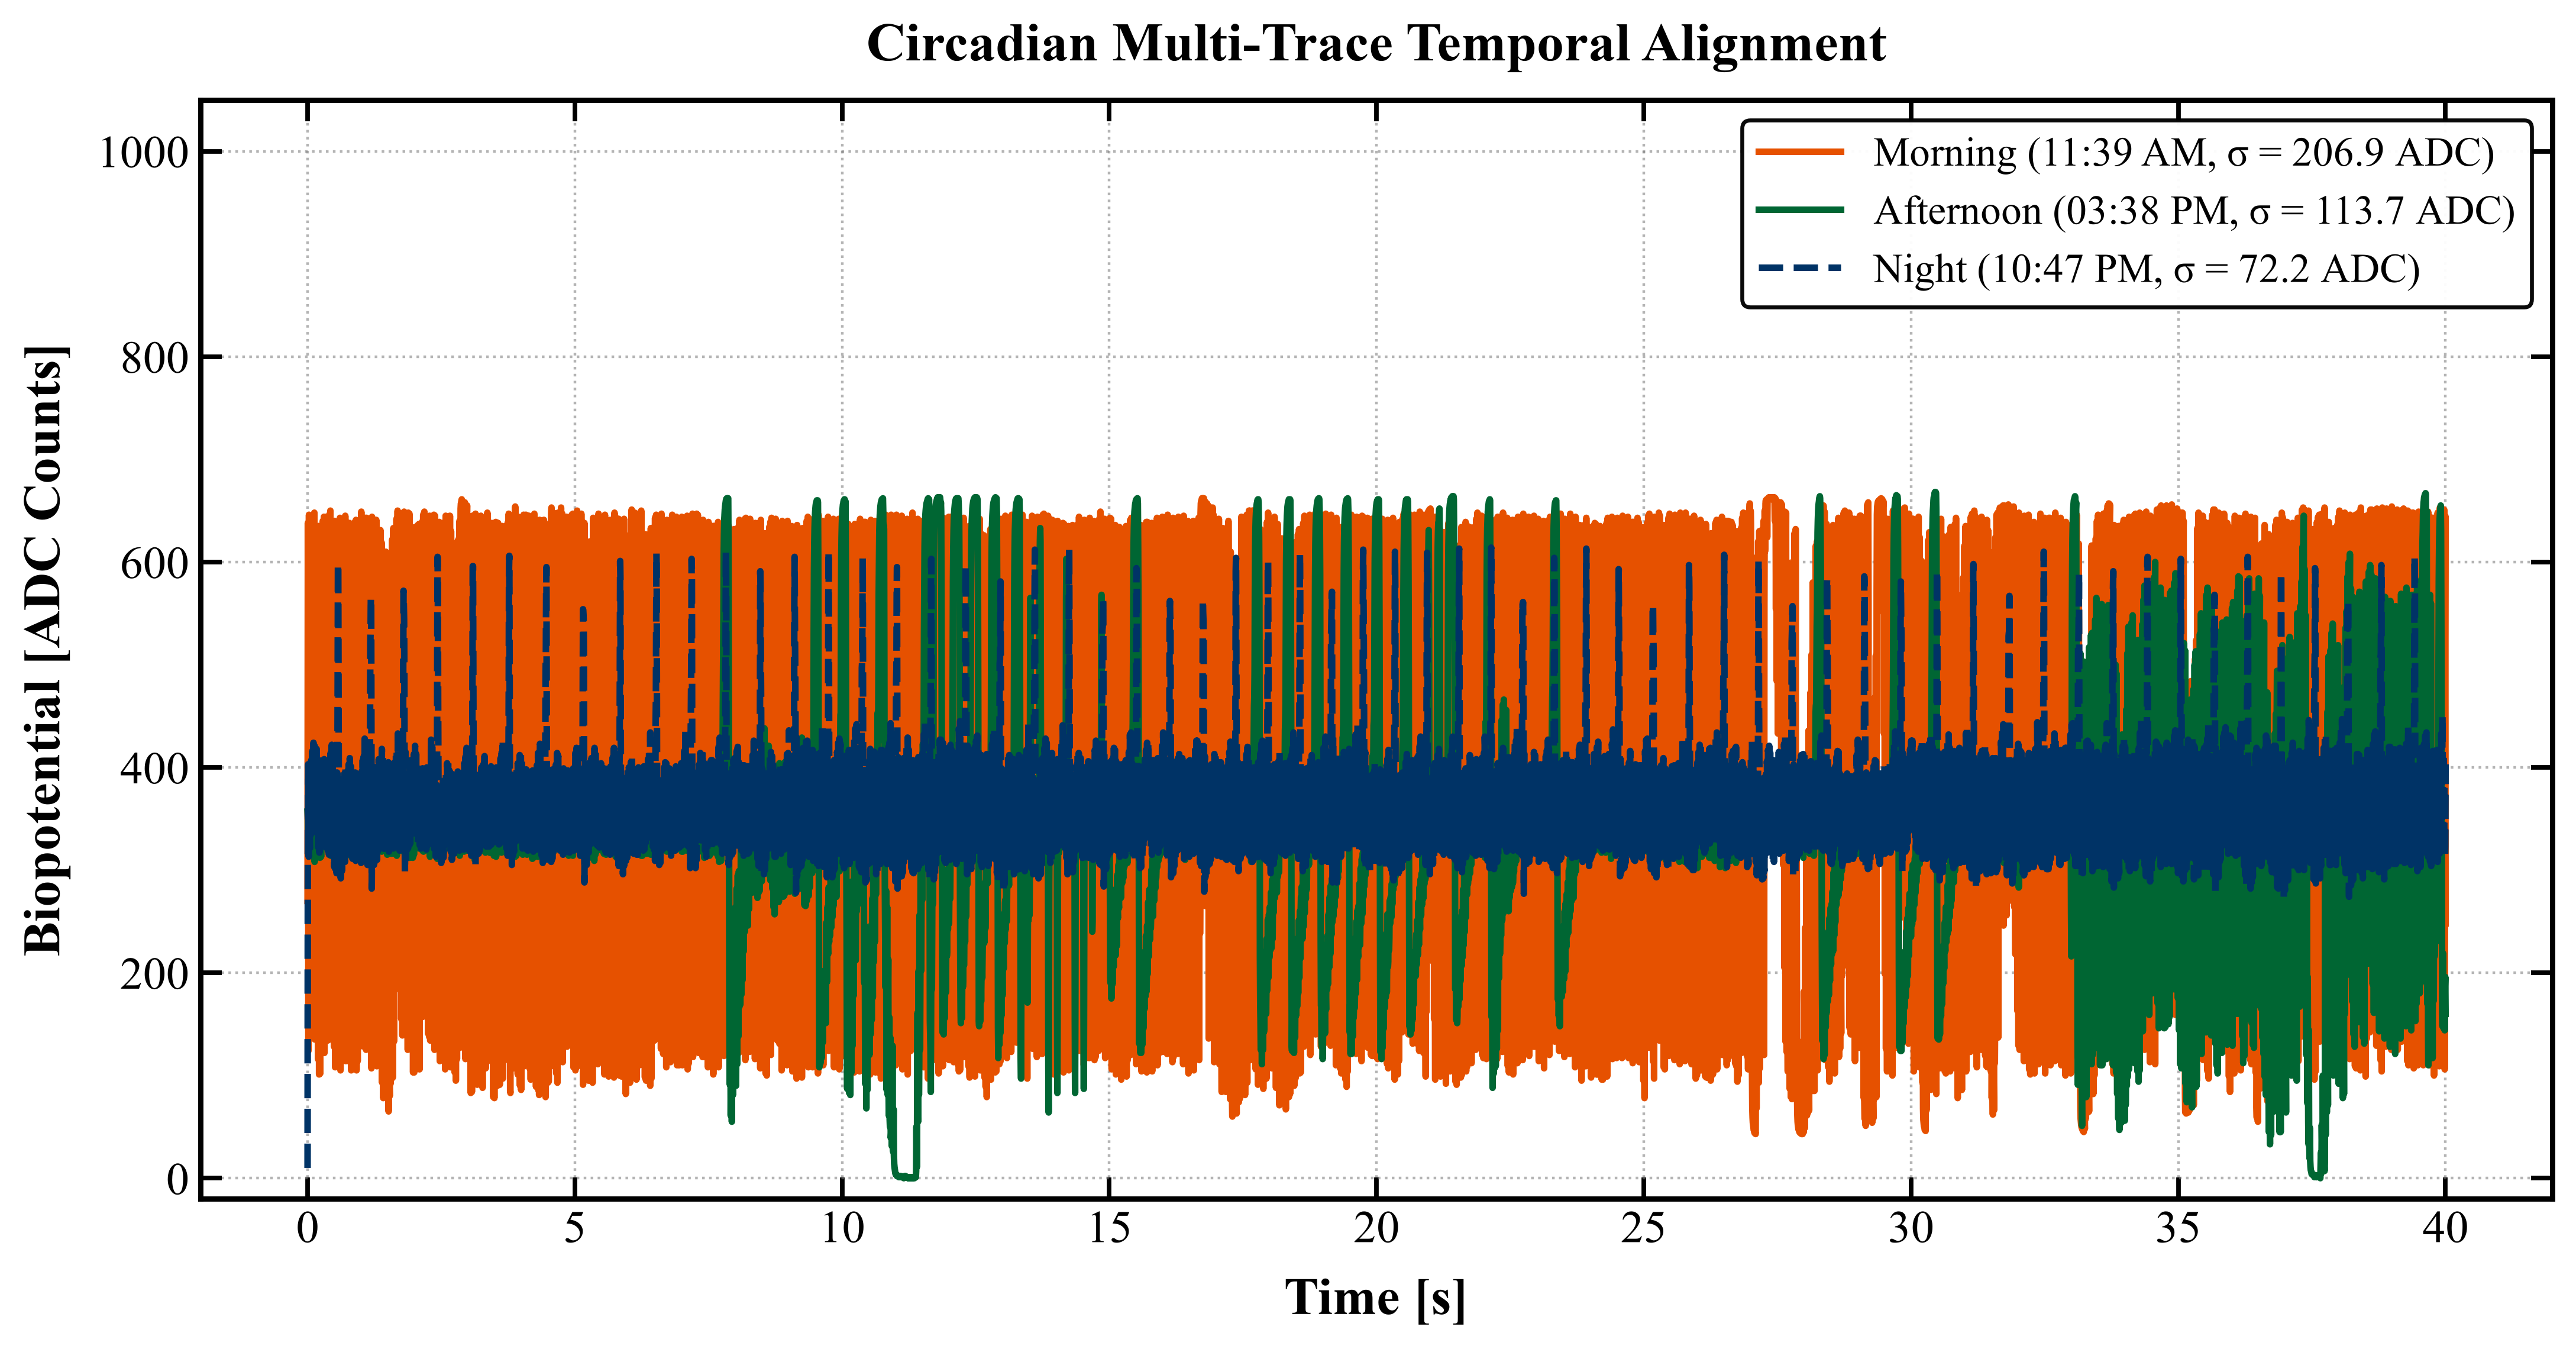 Circadian Multi-Trace Temporal Alignment
Biopotential [ADC Counts]
1000
800
600
400
200
0
Morning (11:39 AM, σ = 206.9 ADC)
Afternoon (03:38 PM, σ = 113.7 ADC)
Night (10:47 PM, σ = 72.2 ADC)
0 5 10 15 20 25 30 35 40
Time [s]